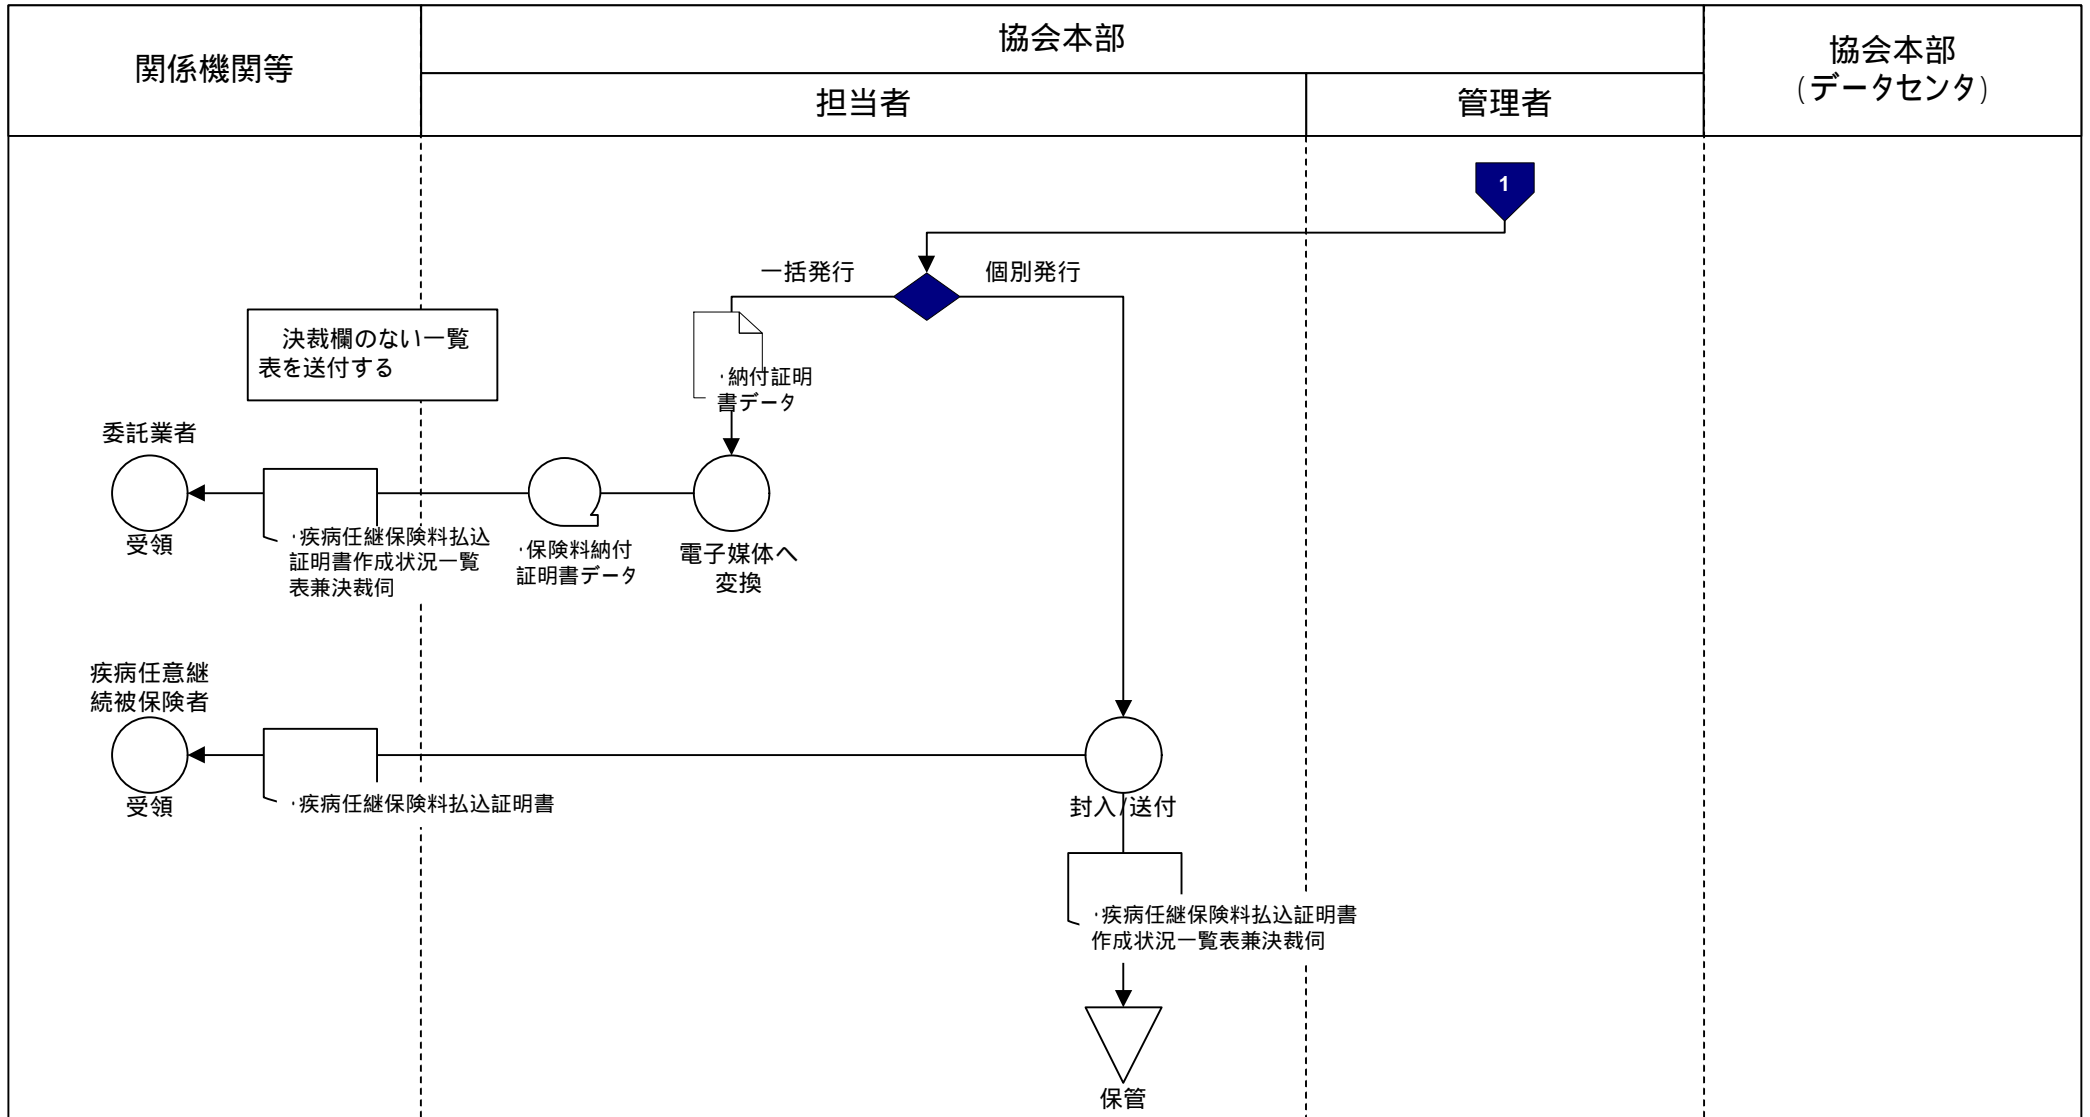 関係機関等
協会本部
協会本部
(データセンタ)
担当者
管理者
1
一括発行
個別発行
決裁欄のない一覧
表を送付する
・納付証明
書データ
委託業者
受領
・疾病任継保険料払込
証明書作成状況一覧
表兼決裁伺
・保険料納付
証明書データ
電子媒体へ
変換
疾病任意継
続被保険者
受領
・疾病任継保険料払込証明書
封入/送付
・疾病任継保険料払込証明書
作成状況一覧表兼決裁伺
保管